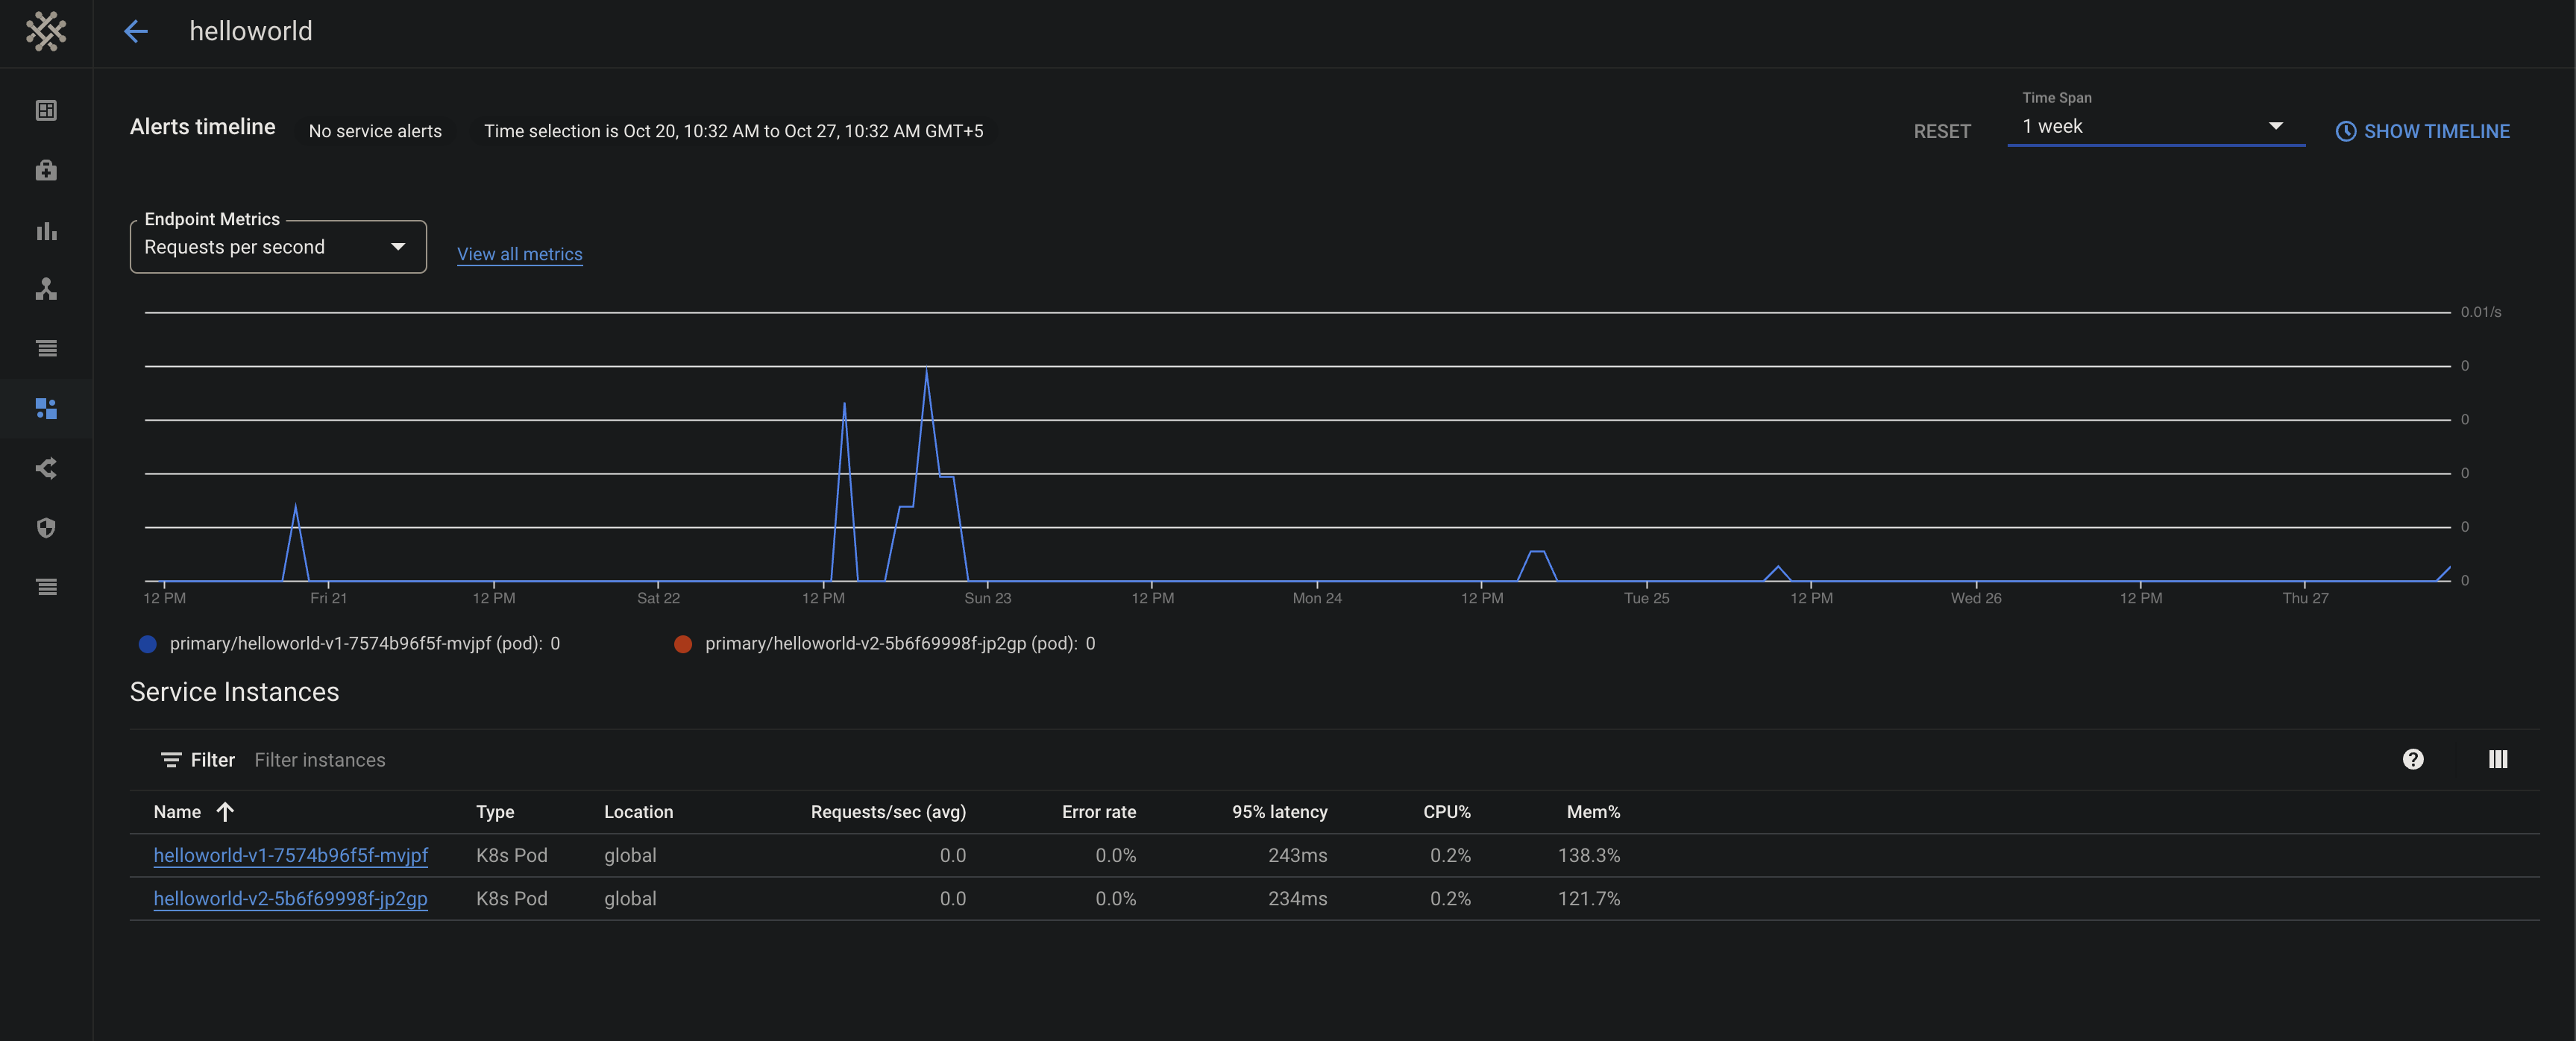 helloworld
Alerts timeline
No service alerts
Time selection is Oct 20, 10:32 AM to Oct 27, 10:32 AM GMT+5
RESET
Time Span
1 week
SHOW TIMELINE
Endpoint Metrics
Requests per second
View all metrics
0.01/s
0
0
0
0
0
12 PM Fri 21 12 PM Sat 22 12 PM Sun 23 12 PM Mon 24 12 PM Tue 25 12 PM Wed 26 12 PM Thu 27
primary/helloworld-v1-7574b96f5f-mvjpf (pod): 0
primary/helloworld-v2-5b6f69998f-jp2gp (pod): 0
Service Instances
Filter Filter instances
Name Type Location Requests/sec (avg) Error rate 95% latency CPU% Mem%
helloworld-v1-7574b96f5f-mvjpf K8s Pod global 0.0 0.0% 243ms 0.2% 138.3%
helloworld-v2-5b6f69998f-jp2gp K8s Pod global 0.0 0.0% 234ms 0.2% 121.7%